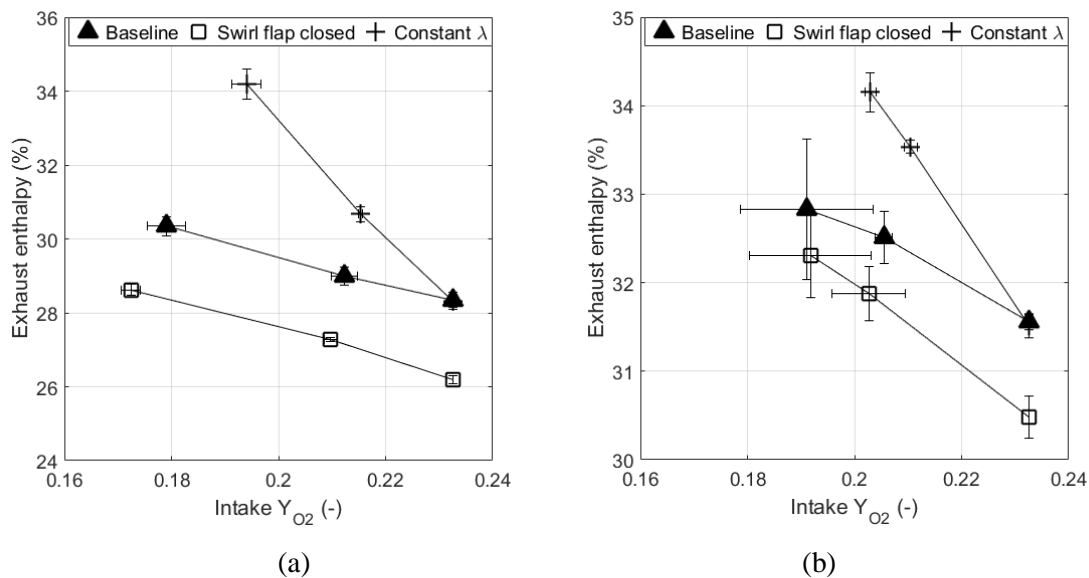 Baseline Swirl flap closed Constant λ
36
34
32
30
28
26
24
Exhaust enthalpy (%)
0.16 0.18 0.2 0.22 0.24
Intake Y_O2 (-)
(a)
Baseline Swirl flap closed Constant λ
35
34
33
32
31
30
Exhaust enthalpy (%)
0.16 0.18 0.2 0.22 0.24
Intake Y_O2 (-)
(b)